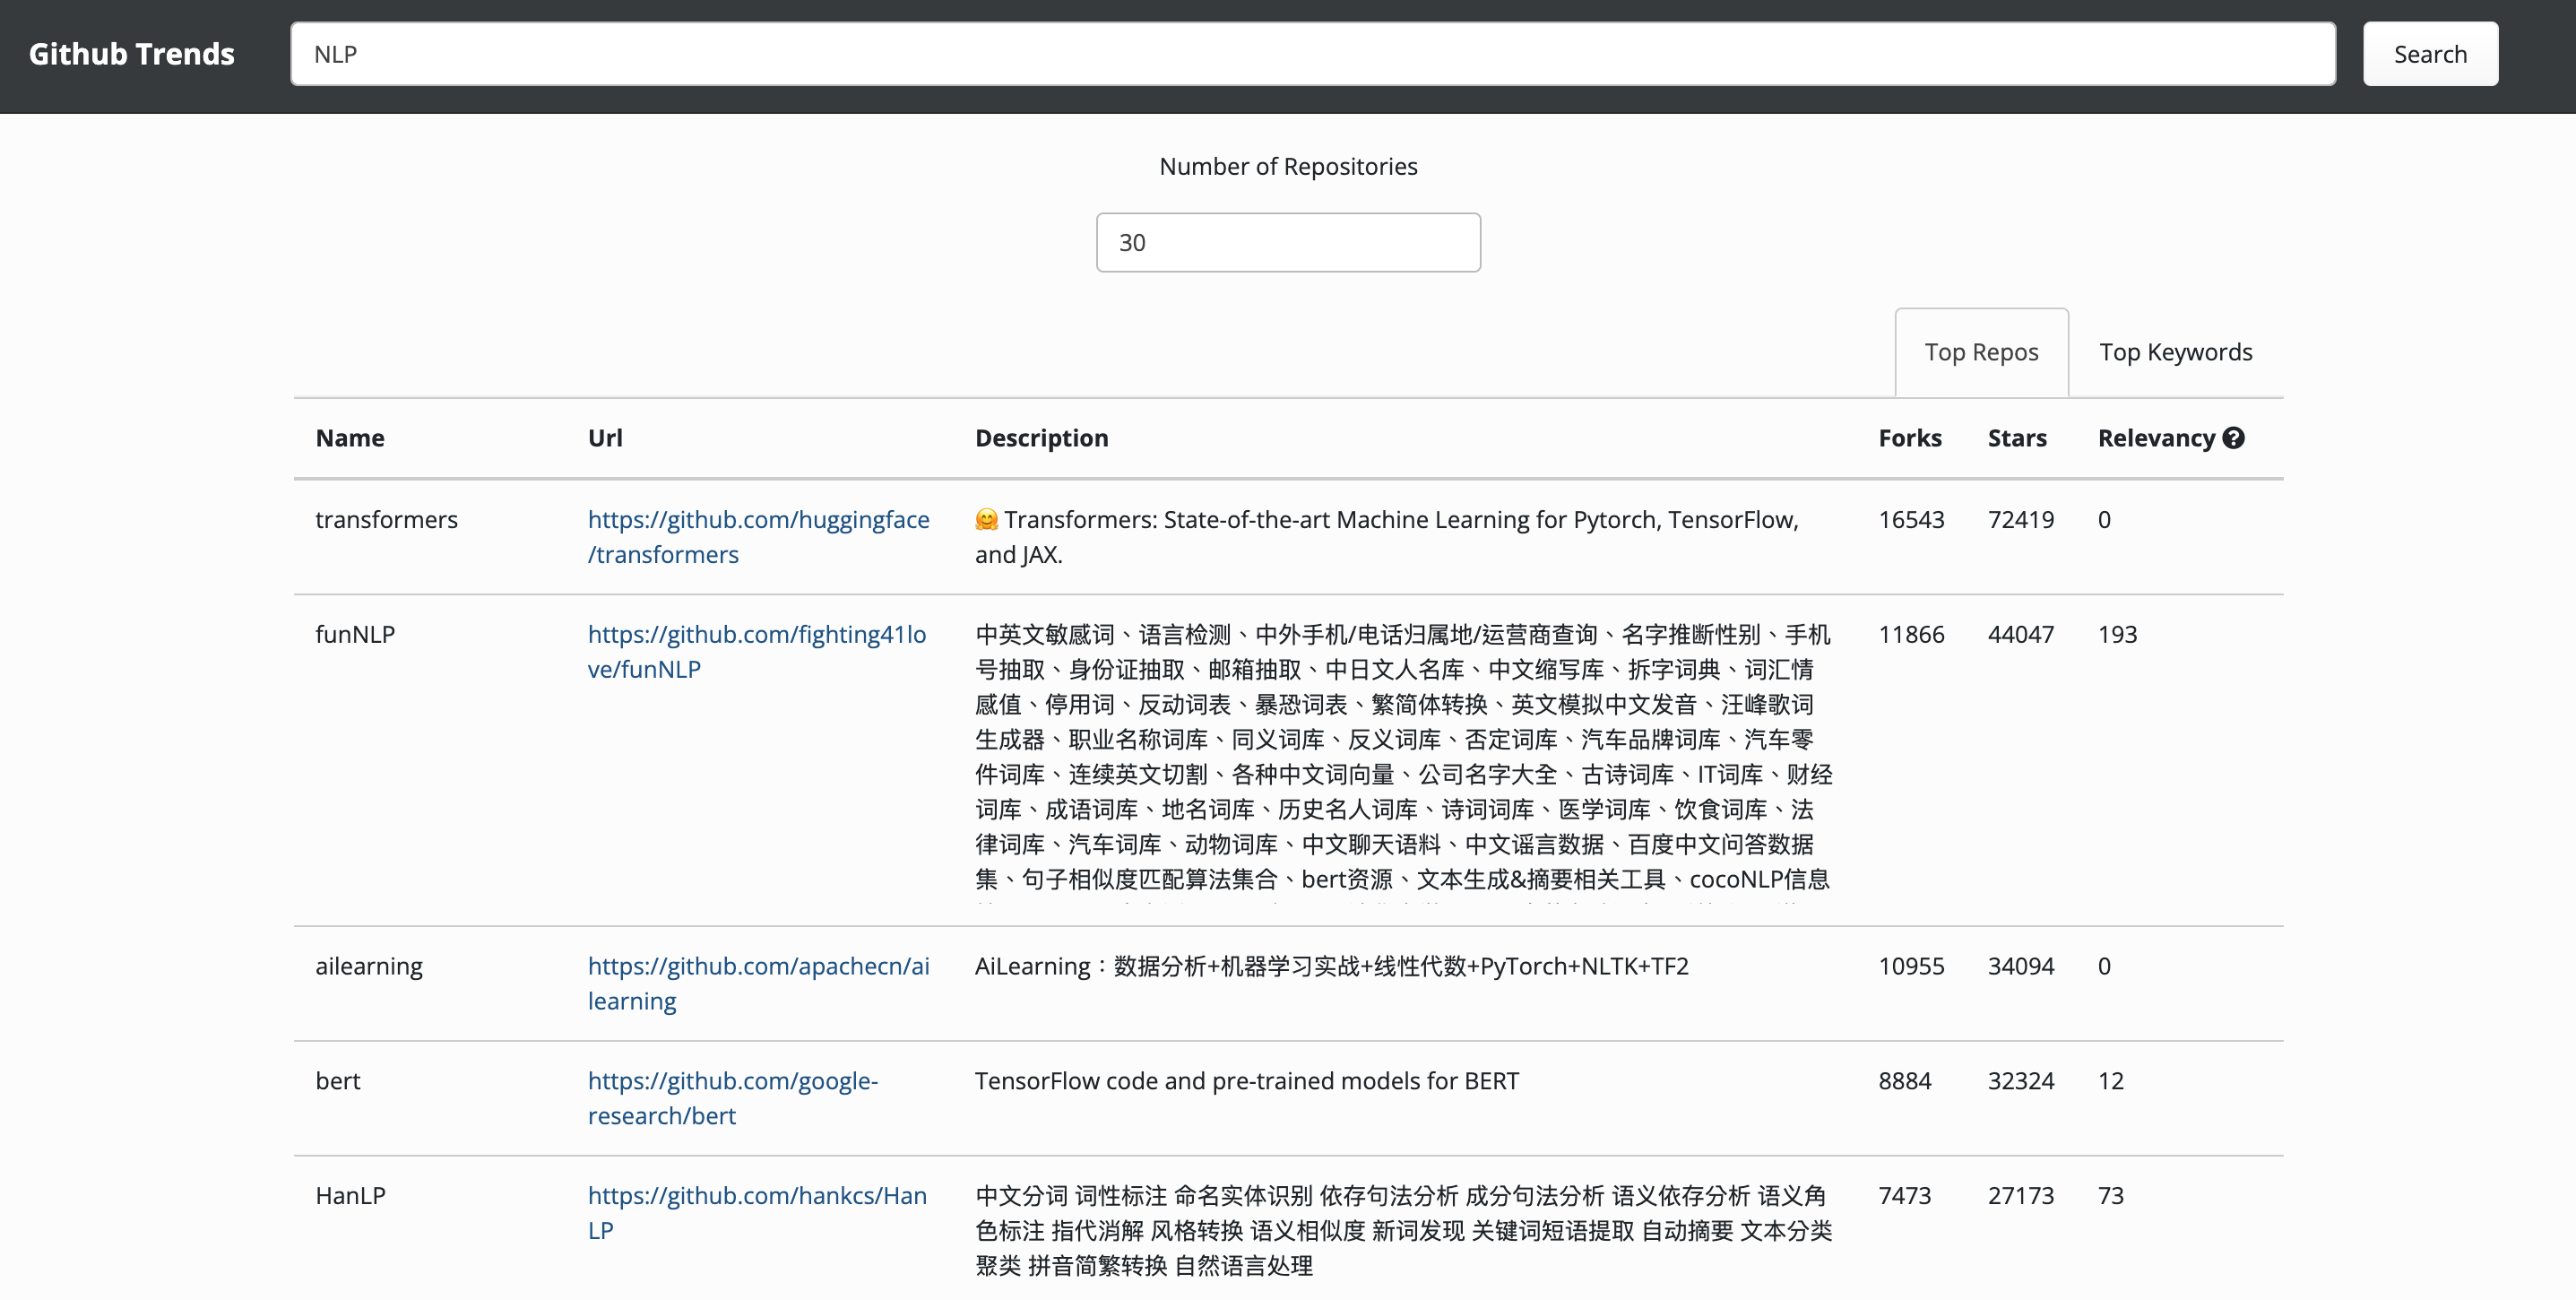 Github Trends
NLP
Search
Number of Repositories
30
Top Repos
Top Keywords
Name Url Description Forks Stars Relevancy
transformers https://github.com/huggingface 🤗 Transformers: State-of-the-art Machine Learning for Pytorch, TensorFlow, 16543 72419 0
/transformers and JAX.
funNLP https://github.com/fighting41lo 中英文敏感词、语言检测、中外手机/电话归属地/运营商查询、名字推断性别、手机 11866 44047 193
ve/funNLP 号抽取、身份证抽取、邮箱抽取、中日文人名库、中文缩写库、拆字词典、词汇情
感值、停用词、反动词表、暴恐词表、繁简体转换、英文模拟中文发音、汪峰歌词
生成器、职业名称词库、同义词库、反义词库、否定词库、汽车品牌词库、汽车零
件词库、连续英文切割、各种中文词向量、公司名字大全、古诗词库、IT词库、财经
词库、成语词库、地名词库、历史名人词库、诗词词库、医学词库、饮食词库、法
律词库、汽车词库、动物词库、中文聊天语料、中文谣言数据、百度中文问答数据
集、句子相似度匹配算法集合、bert资源、文本生成&摘要相关工具、cocoNLP信息
ailearning https://github.com/apachecn/ai AiLearning：数据分析+机器学习实战+线性代数+PyTorch+NLTK+TF2 10955 34094 0
learning
bert https://github.com/google- TensorFlow code and pre-trained models for BERT 8884 32324 12
research/bert
HanLP https://github.com/hankcs/Han 中文分词 词性标注 命名实体识别 依存句法分析 成分句法分析 语义依存分析 语义角 7473 27173 73
LP 色标注 指代消解 风格转换 语义相似度 新词发现 关键词短语提取 自动摘要 文本分类
聚类 拼音简繁转换 自然语言处理